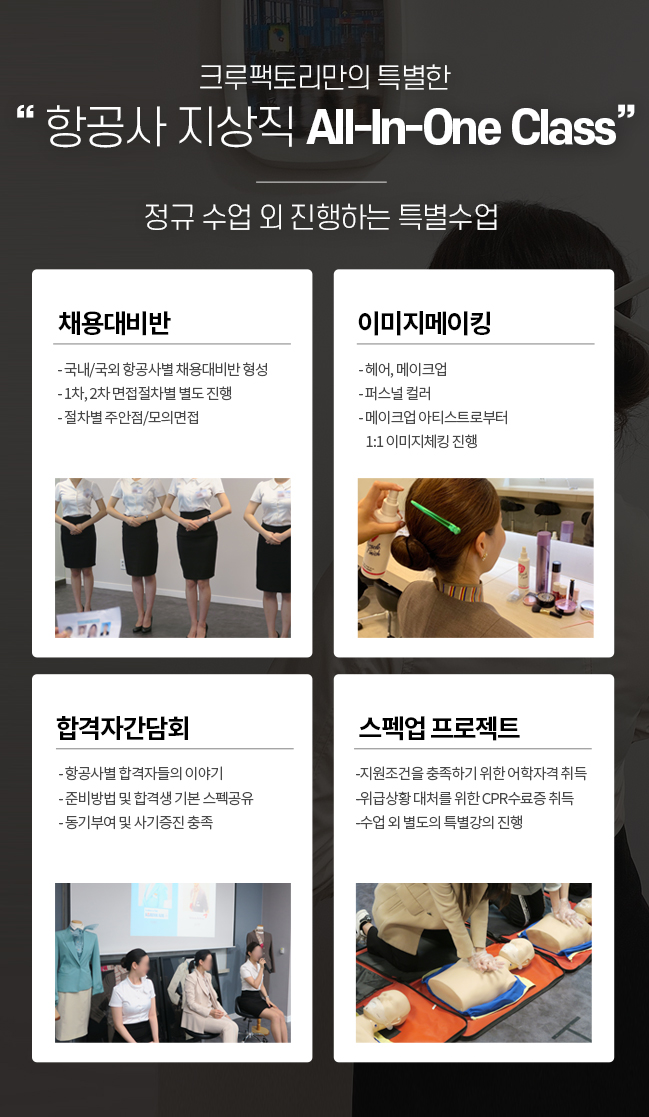 크루팩토리만의 특별한
“ 항공사 지상직 All-In-One Class”
정규 수업 외 진행하는 특별수업
채용대비반
- 국내/국외 항공사별 채용대비반 형성
- 1차, 2차 면접절차별 별도 진행
- 절차별 주안점/모의면접
이미지메이킹
- 헤어, 메이크업
- 퍼스널 컬러
- 메이크업 아티스트로부터
1:1 이미지체킹 진행
합격자간담회
- 항공사별 합격자들의 이야기
- 준비방법 및 합격생 기본 스펙공유
- 동기부여 및 사기증진 충족
스펙업 프로젝트
-지원조건을 충족하기 위한 어학자격 취득
-위급상황 대처를 위한 CPR수료증 취득
-수업 외 별도의 특별강의 진행